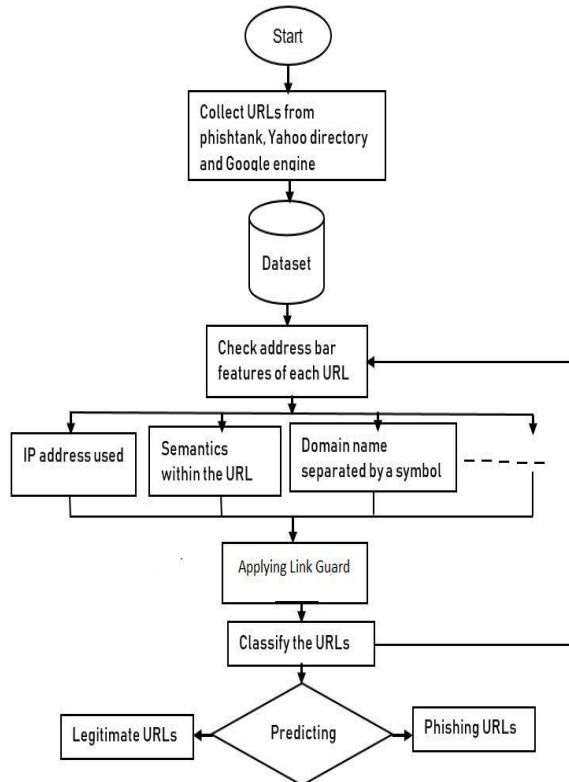 Start
Collect URLs from
phishtank, Yahoo directory
and Google engine
Dataset
Check address bar
features of each URL
IP address used
Semantics
within the URL
Domain name
separated by a symbol
Applying Link Guard
Classify the URLs
Predicting
Legitimate URLs
Phishing URLs